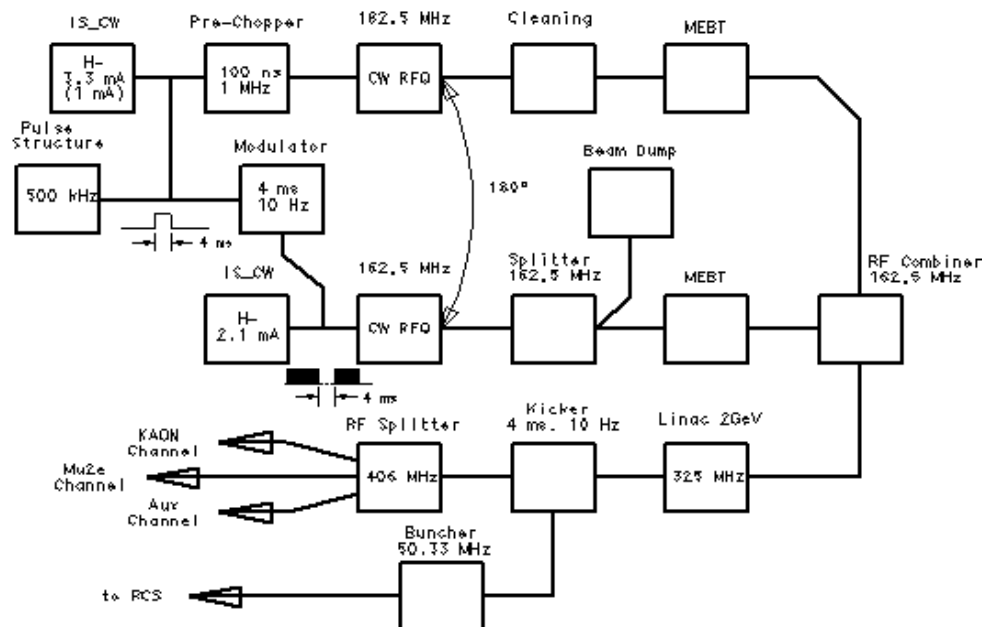 IS_CW
Pre-Chopper
162.5 MHz
Cleaning
MEBT
H-
3.3 mA
(1 mA)
100 ns
1 MHz
CW RFQ
Pulse
Structure
Modulator
Beam Dump
500 kHz
4 ms
10 Hz
180°
4 ms
IS_CW
162.5 MHz
Splitter
162.5 MHz
MEBT
RF Combiner
162.5 MHz
H-
2.1 mA
CW RFQ
4 ms
KAON
Channel
RF Splitter
Kicker
4 ms. 10 Hz
Linac 2GeV
Mu2e
Channel
406 MHz
325 MHz
Aux
Channel
Buncher
50.33 MHz
to RCS